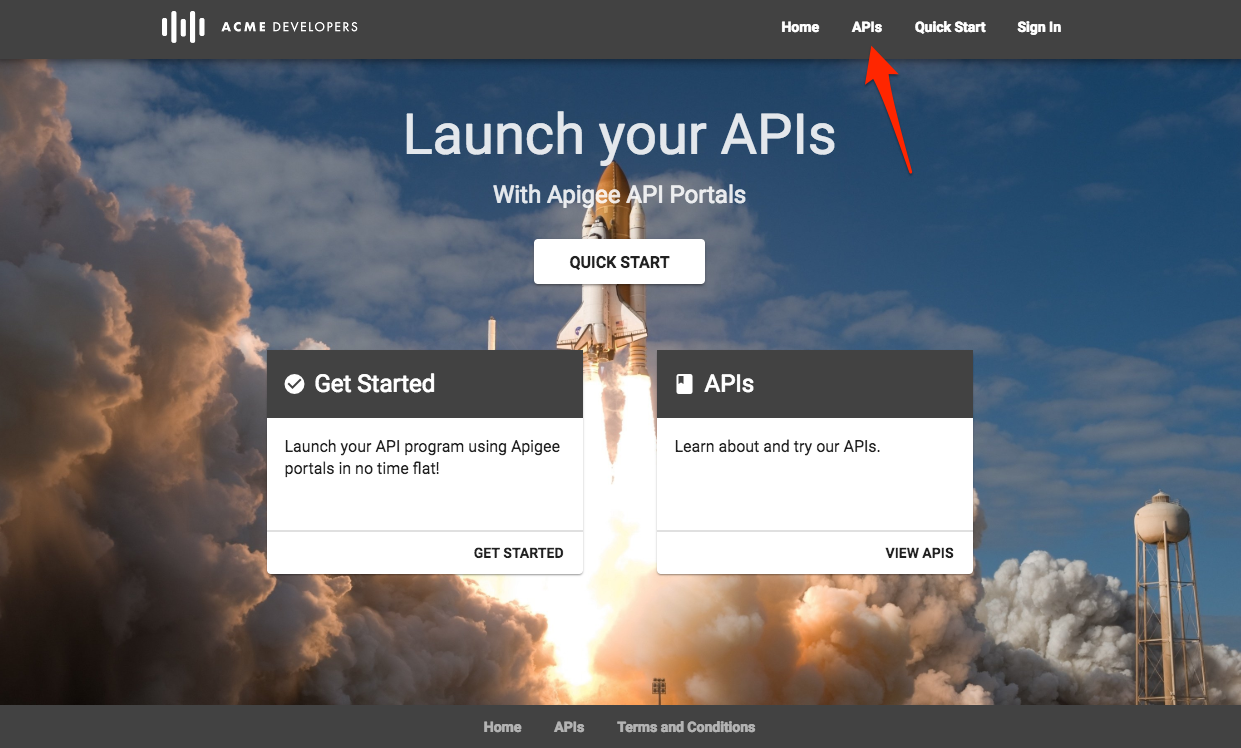 ACME DEVELOPERS
Home APIs Quick Start Sign In
Launch your APIs
With Apigee API Portals
QUICK START
Get Started
Launch your API program using Apigee
portals in no time flat!
GET STARTED
APIs
Learn about and try our APIs.
VIEW APIS
Home APIs Terms and Conditions